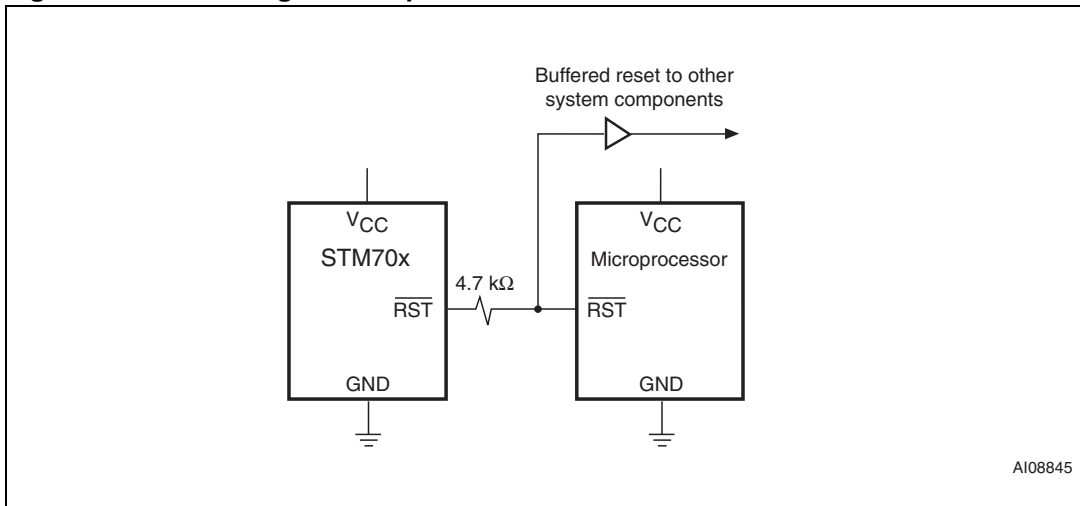 Buffered reset to other
system components
VCC
STM70x
RST
GND
4.7 kΩ
VCC
Microprocessor
RST
GND
AI08845